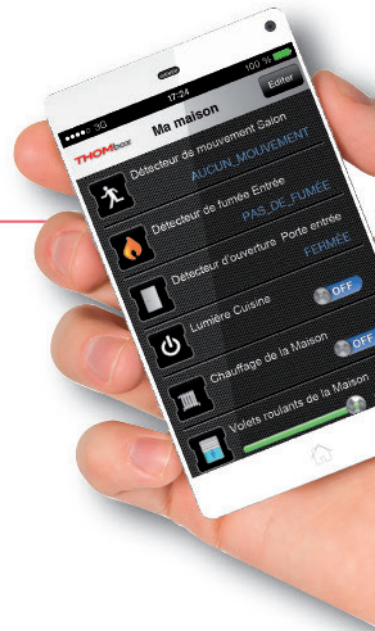 3G 17:24 100 %
THOMbox Ma maison Editer
Détecteur de mouvement Salon
AUCUN_MOUVEMENT
Détecteur de fumée Entrée
PAS_DE_FUMÉE
Détecteur d'ouverture Porte entrée
FERMÉE
Lumière Cuisine OFF
Chauffage de la Maison OFF
Volets roulants de la Maison